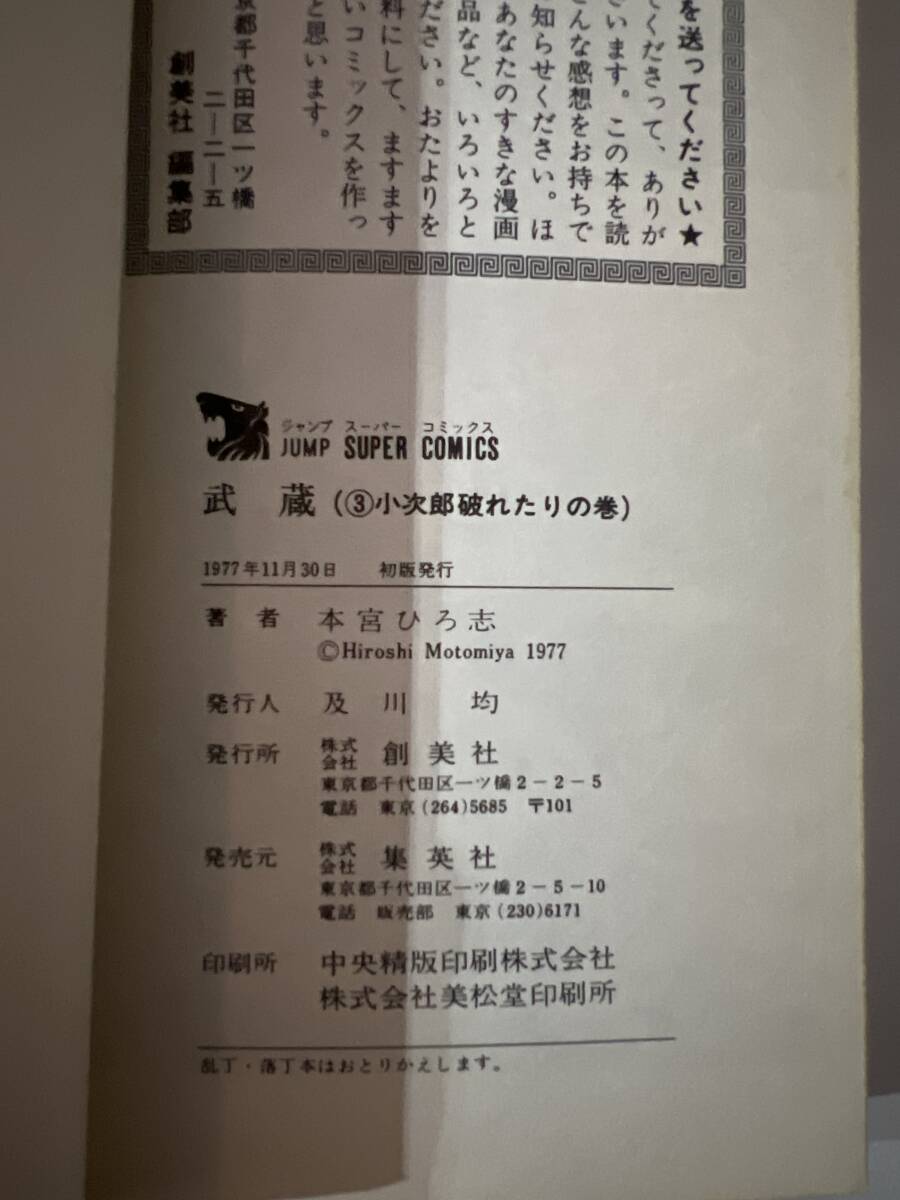 を送ってください★
てくださって、ありが
います。この本を読
んな感想をお持ちで
知らせください。ほ
あなたのすきな漫画
品など、いろいろと
ださい。おたよりを
料にして、ますます
いコミックスを作っ
と思います。
京都千代田区一ツ橋
二―二―五
創美社 編集部
ジャンプ スーパー コミックス
JUMP SUPER COMICS
武蔵(③小次郎破れたりの巻)
1977年11月30日 初版発行
著者 本宮ひろ志
©Hiroshi Motomiya 1977
発行人 及川 均
発行所 株式会社 創美社
東京都千代田区一ツ橋2−2−5
電話 東京(264)5685 〒101
発売元 株式会社 集英社
東京都千代田区一ツ橋2−5−10
電話 販売部 東京(230)6171
印刷所 中央精版印刷株式会社
株式会社美松堂印刷所
乱丁・落丁本はおとりかえします。